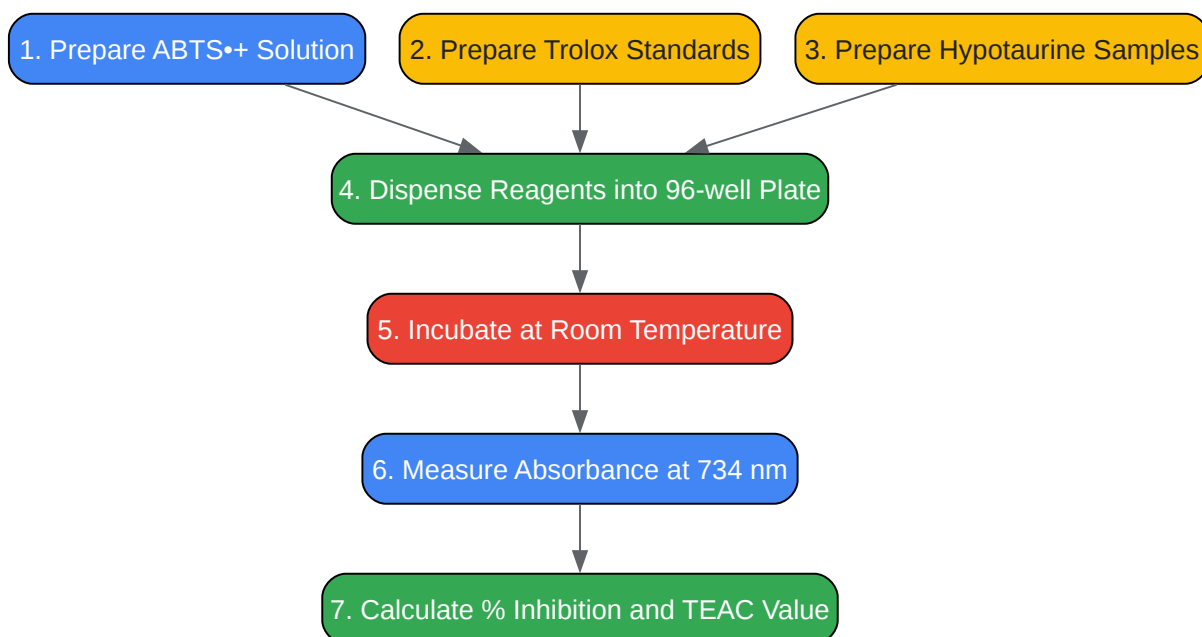 1. Prepare ABTS•+ Solution
2. Prepare Trolox Standards
3. Prepare Hypotaurine Samples
4. Dispense Reagents into 96-well Plate
5. Incubate at Room Temperature
6. Measure Absorbance at 734 nm
7. Calculate % Inhibition and TEAC Value